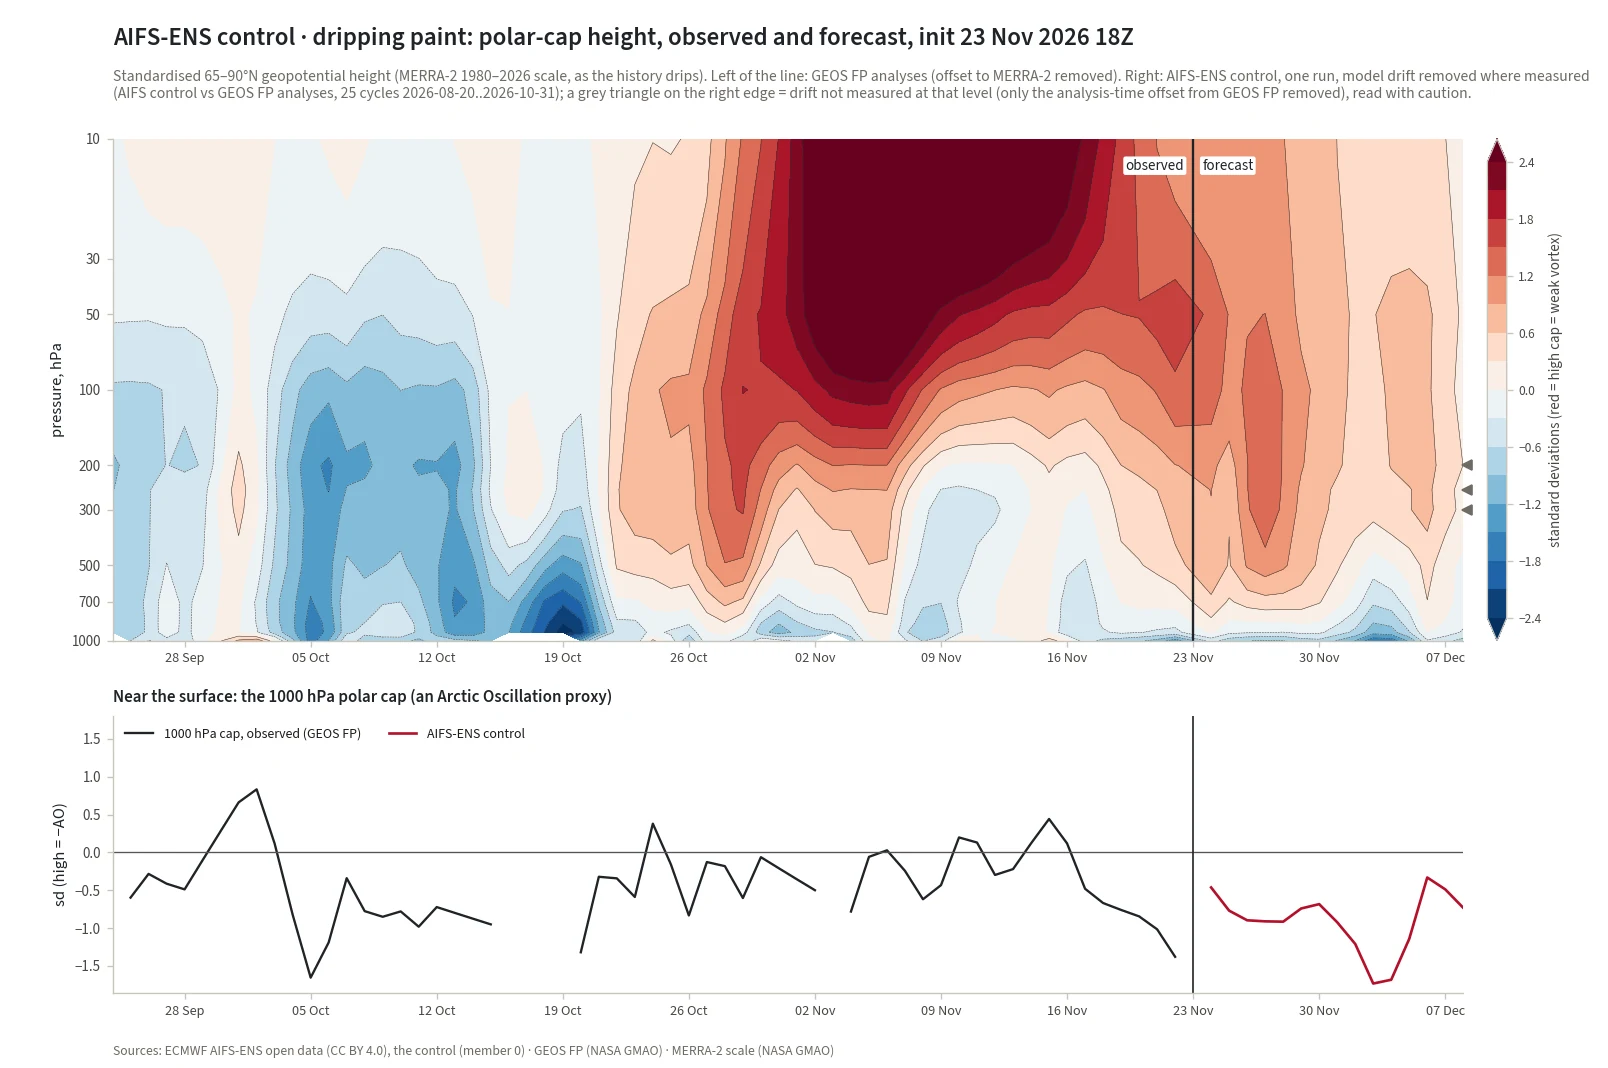 AIFS-ENS control · dripping paint: polar-cap height, observed and forecast, init 23 Nov 2026 18Z
Standardised 65–90°N geopotential height (MERRA-2 1980–2026 scale, as the history drips). Left of the line: GEOS FP analyses (offset to MERRA-2 removed). Right: AIFS-ENS control, one run, model drift removed where measured
(AIFS control vs GEOS FP analyses, 25 cycles 2026-08-20..2026-10-31); a grey triangle on the right edge = drift not measured at that level (only the analysis-time offset from GEOS FP removed), read with caution.
observed
forecast
pressure, hPa
10
30
50
100
200
300
500
700
1000
28 Sep
05 Oct
12 Oct
19 Oct
26 Oct
02 Nov
09 Nov
16 Nov
23 Nov
30 Nov
07 Dec
2.4
1.8
1.2
0.6
0.0
−0.6
−1.2
−1.8
−2.4
standard deviations (red = high cap = weak vortex)
Near the surface: the 1000 hPa polar cap (an Arctic Oscillation proxy)
1000 hPa cap, observed (GEOS FP)
AIFS-ENS control
sd (high = −AO)
1.5
1.0
0.5
0.0
−0.5
−1.0
−1.5
28 Sep
05 Oct
12 Oct
19 Oct
26 Oct
02 Nov
09 Nov
16 Nov
23 Nov
30 Nov
07 Dec
Sources: ECMWF AIFS-ENS open data (CC BY 4.0), the control (member 0) · GEOS FP (NASA GMAO) · MERRA-2 scale (NASA GMAO)